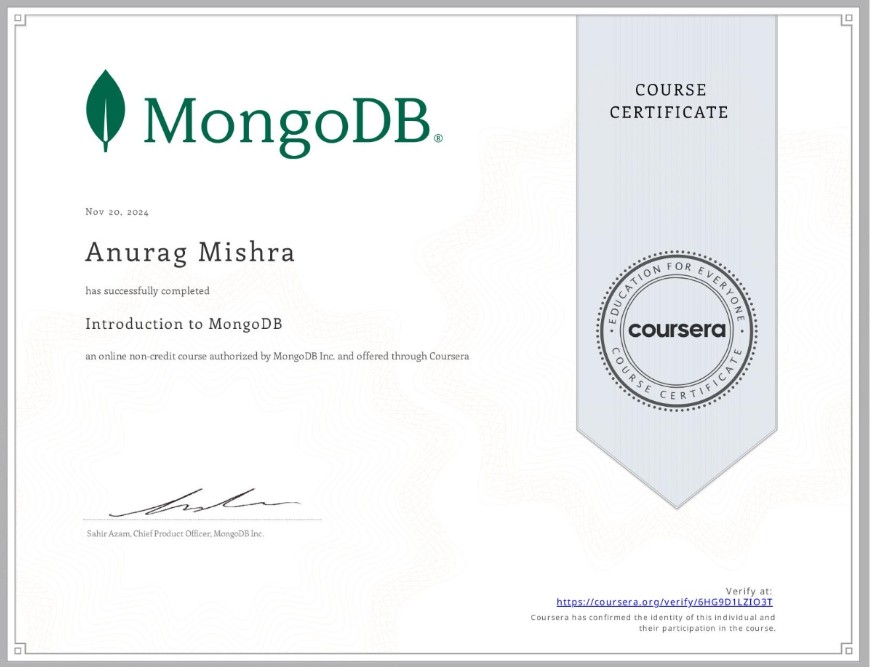 MongoDB®
COURSE
CERTIFICATE
Nov 20, 2024
Anurag Mishra
has successfully completed
Introduction to MongoDB
an online non-credit course authorized by MongoDB Inc. and offered through Coursera
EDUCATION FOR EVERYONE
coursera
COURSE CERTIFICATE
Sahir Azam, Chief Product Officer, MongoDB Inc.
Verify at:
https://coursera.org/verify/6HG9D1LZIO3T
Coursera has confirmed the identity of this individual and
their participation in the course.